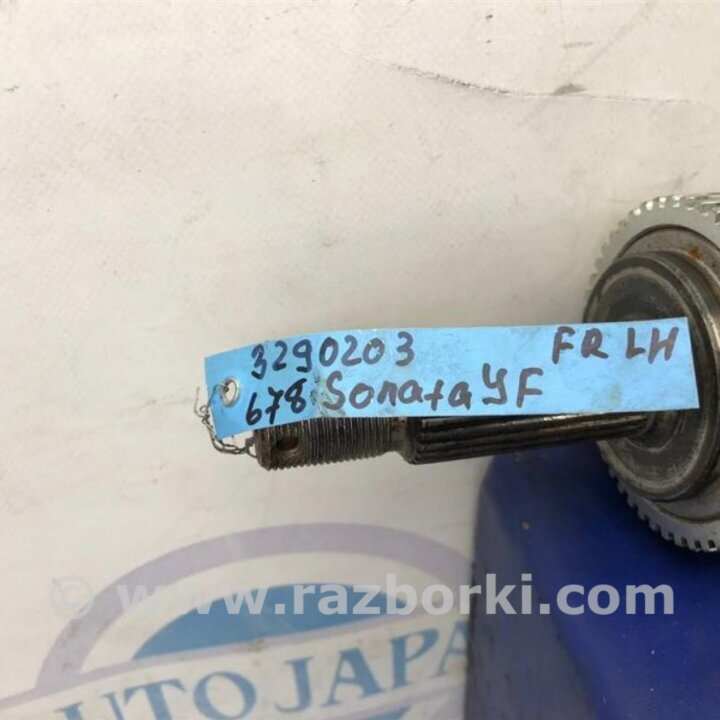 3290203 FR LH
678 Sonata YF
© www.razborki.com
UTO JAPA